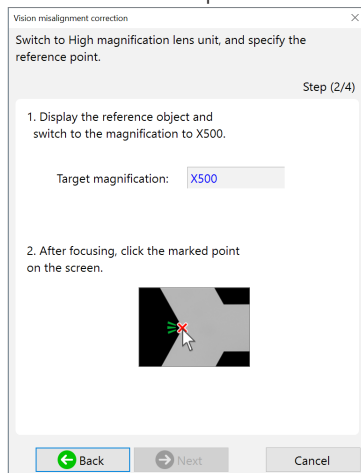 Vision misalignment correction
Switch to High magnification lens unit, and specify the
reference point.
Step (2/4)
1. Display the reference object and
switch to the magnification to X500.
Target magnification: X500
2. After focusing, click the marked point
on the screen.
Back Next Cancel